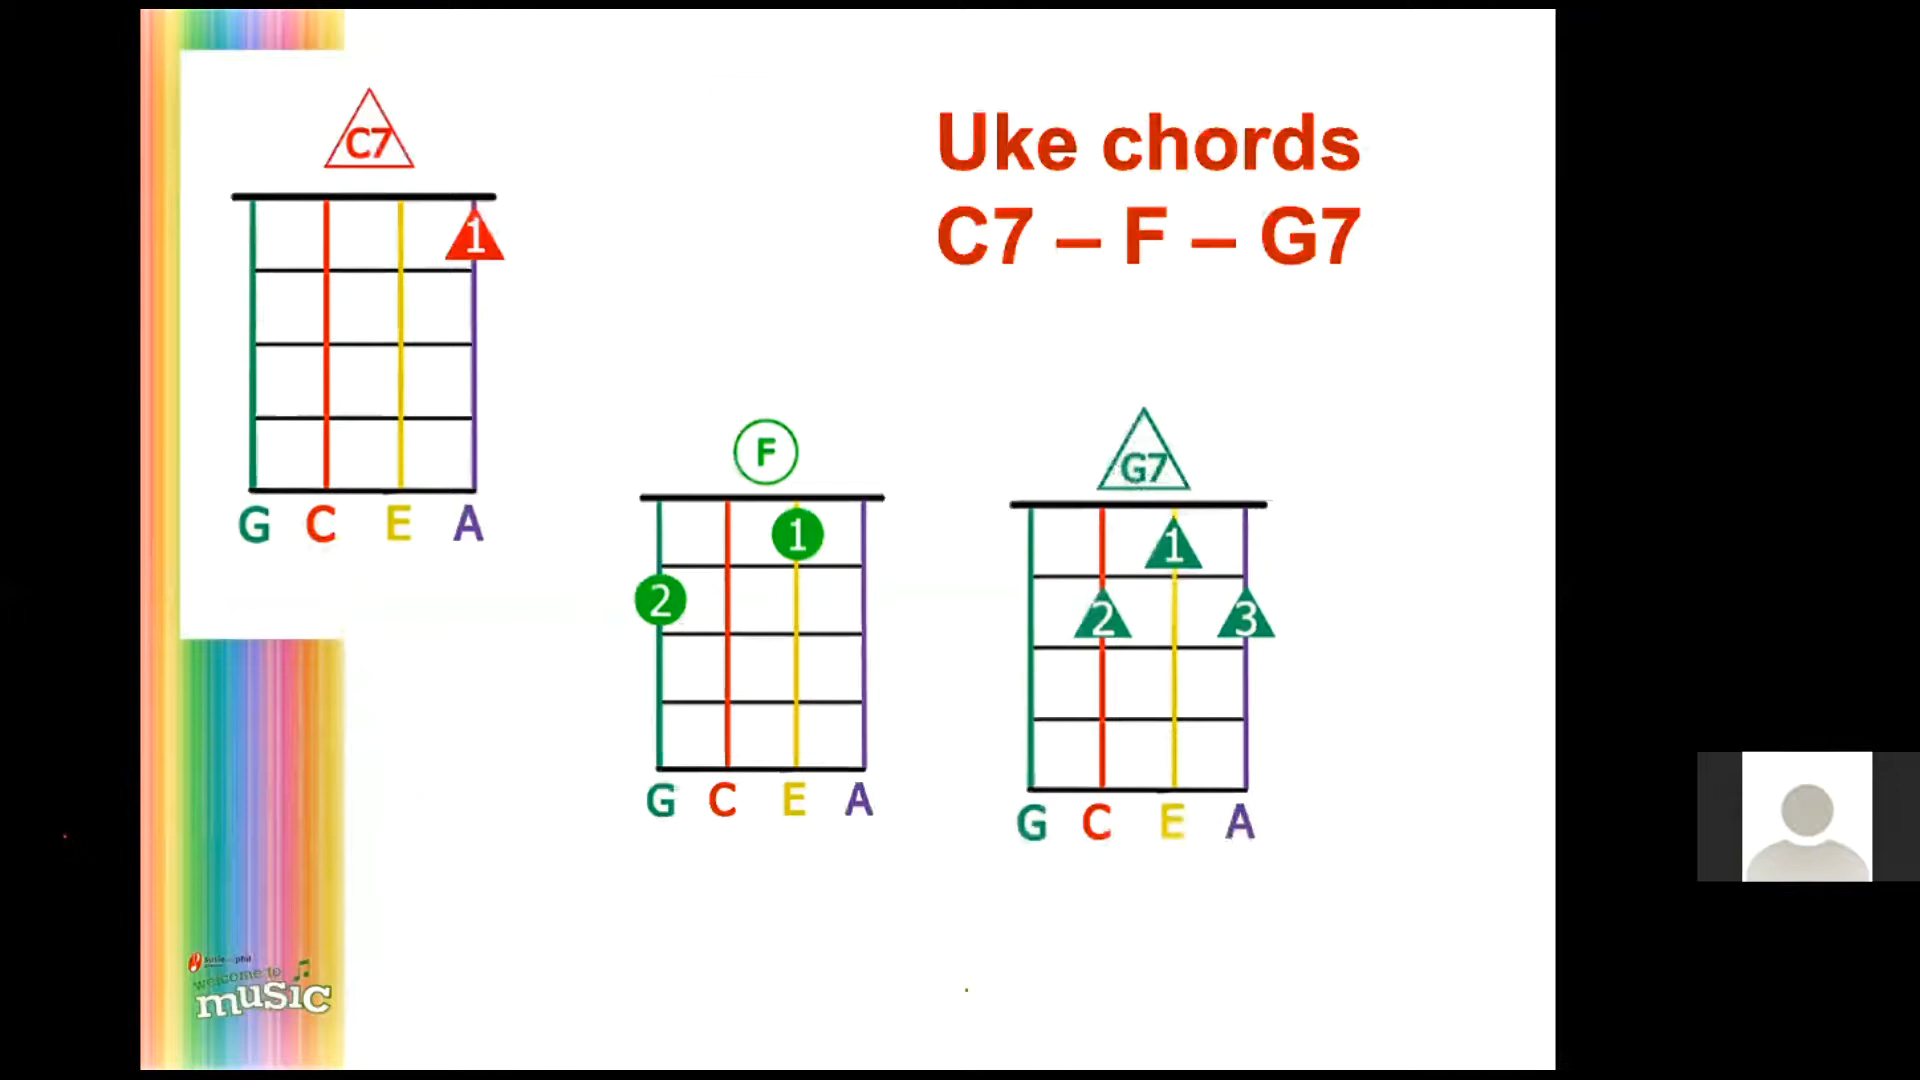 Uke chords
C7 – F – G7
C7
1
G C E A
F
1
2
G C E A
G7
1
2 3
G C E A
welcome to
music